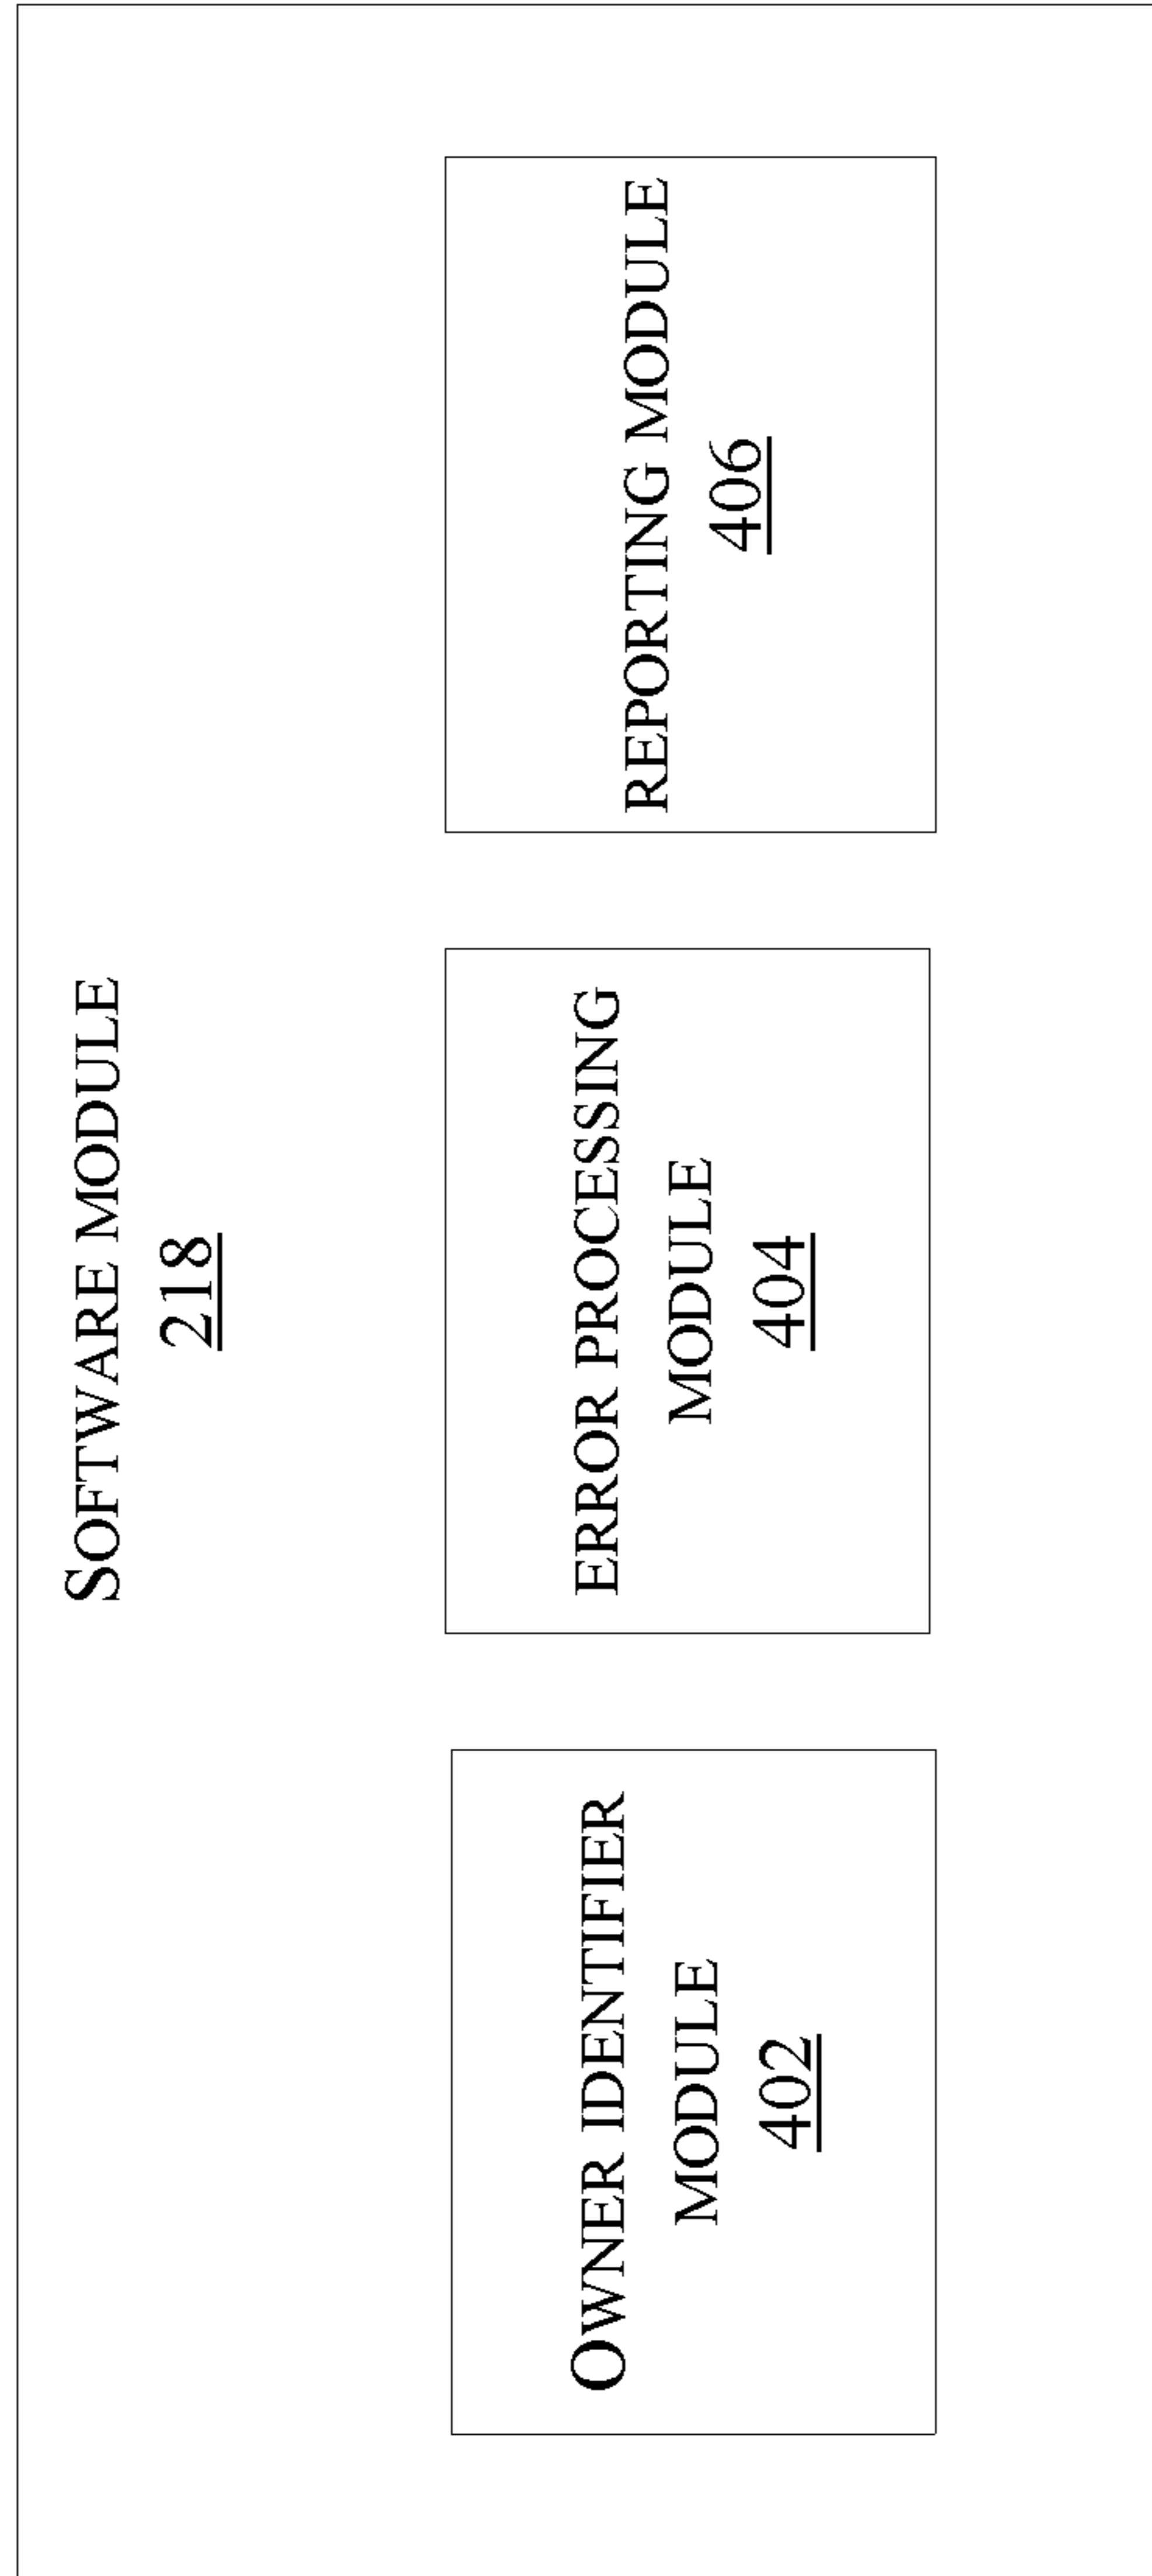 SOFTWARE MODULE
218
OWNER IDENTIFIER
MODULE
402
ERROR PROCESSING
MODULE
404
REPORTING MODULE
406